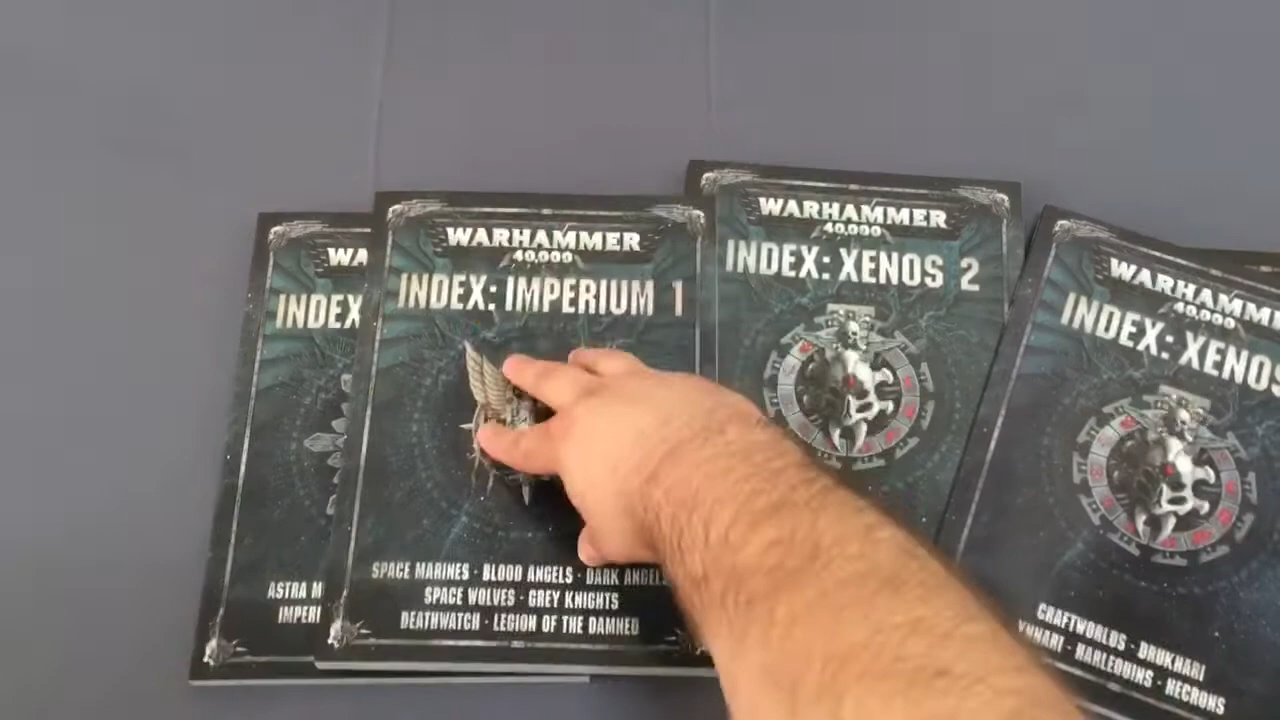 WA
INDEX
ASTRA M
IMPERI
WARHAMMER
40,000
INDEX: IMPERIUM 1
SPACE MARINES · BLOOD ANGELS · DARK ANGELS
SPACE WOLVES · GREY KNIGHTS
DEATHWATCH · LEGION OF THE DAMNED
WARHAMMER
40,000
INDEX: XENOS 2
WARHAMME
40,000
INDEX: XENOS
CRAFTWORLDS · DRUKHARI
YNNARI · HARLEQUINS · NECRONS